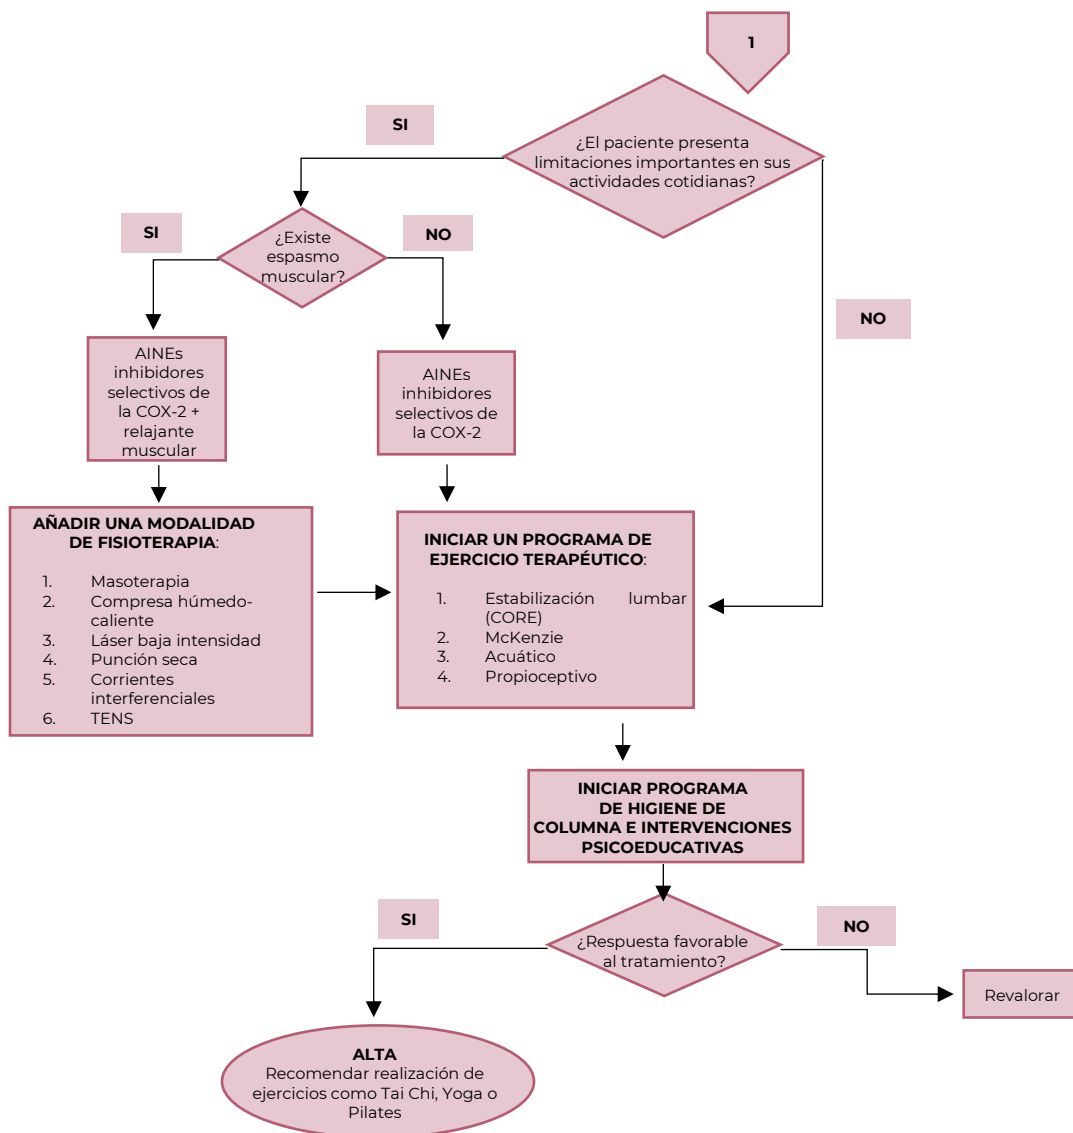 1
SI
¿El paciente presenta
limitaciones importantes en sus
actividades cotidianas?
SI
¿Existe
espasmo
muscular?
NO
NO
AINEs
inhibidores
selectivos de
la COX-2 +
relajante
muscular
AINEs
inhibidores
selectivos de
la COX-2
AÑADIR UNA MODALIDAD
DE FISIOTERAPIA:
1. Masoterapia
2. Compresa húmedo-
caliente
3. Láser baja intensidad
4. Punción seca
5. Corrientes
interferenciales
6. TENS
INICIAR UN PROGRAMA DE
EJERCICIO TERAPÉUTICO:
1. Estabilización lumbar
(CORE)
2. McKenzie
3. Acuático
4. Propioceptivo
INICIAR PROGRAMA
DE HIGIENE DE
COLUMNA E INTERVENCIONES
PSICOEDUCATIVAS
SI
¿Respuesta favorable
al tratamiento?
NO
Revalorar
ALTA
Recomendar realización de
ejercicios como Tai Chi, Yoga o
Pilates